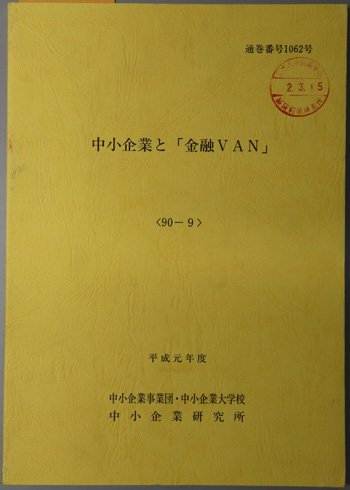 通巻番号1062号
2.3.15
中小企業と「金融VAN」
<90－9>
平成元年度
中小企業事業団・中小企業大学校
中小企業研究所